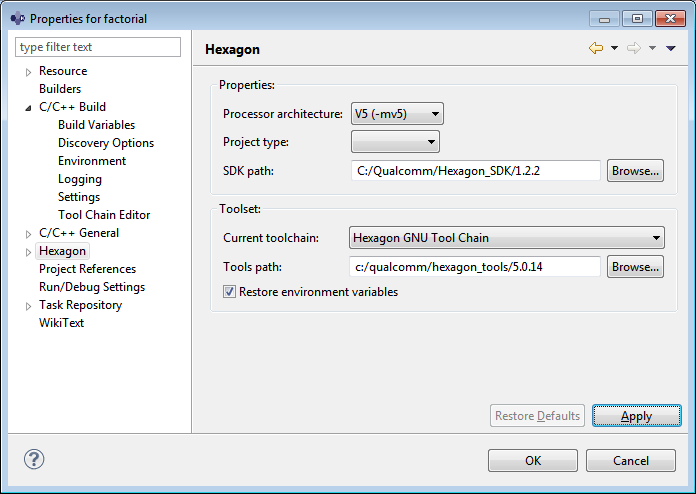 Properties for factorial
type filter text
Resource
Builders
C/C++ Build
Build Variables
Discovery Options
Environment
Logging
Settings
Tool Chain Editor
C/C++ General
Hexagon
Project References
Run/Debug Settings
Task Repository
WikiText
Hexagon
Properties:
Processor architecture: V5 (-mv5)
Project type:
SDK path: C:/Qualcomm/Hexagon_SDK/1.2.2 Browse...
Toolset:
Current toolchain: Hexagon GNU Tool Chain
Tools path: c:/qualcomm/hexagon_tools/5.0.14 Browse...
Restore environment variables
Restore Defaults Apply
? OK Cancel